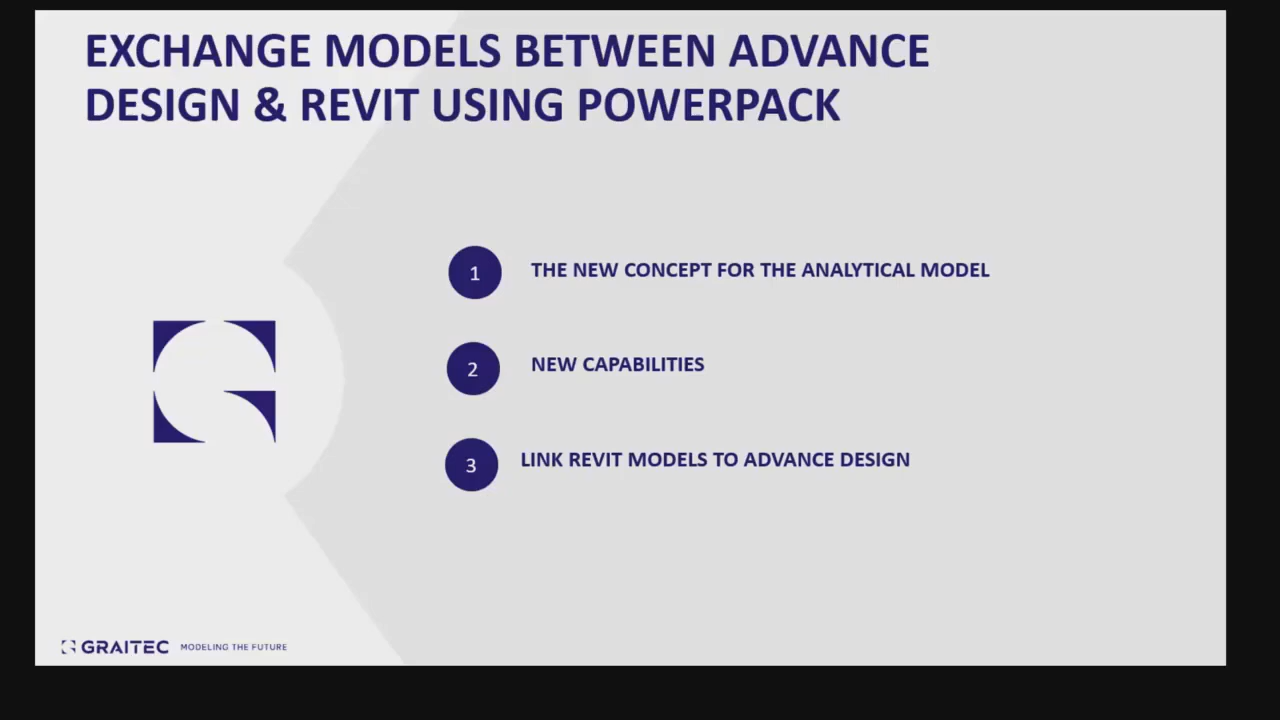 EXCHANGE MODELS BETWEEN ADVANCE
DESIGN & REVIT USING POWERPACK
1 THE NEW CONCEPT FOR THE ANALYTICAL MODEL
2 NEW CAPABILITIES
3 LINK REVIT MODELS TO ADVANCE DESIGN
GRAITEC MODELING THE FUTURE